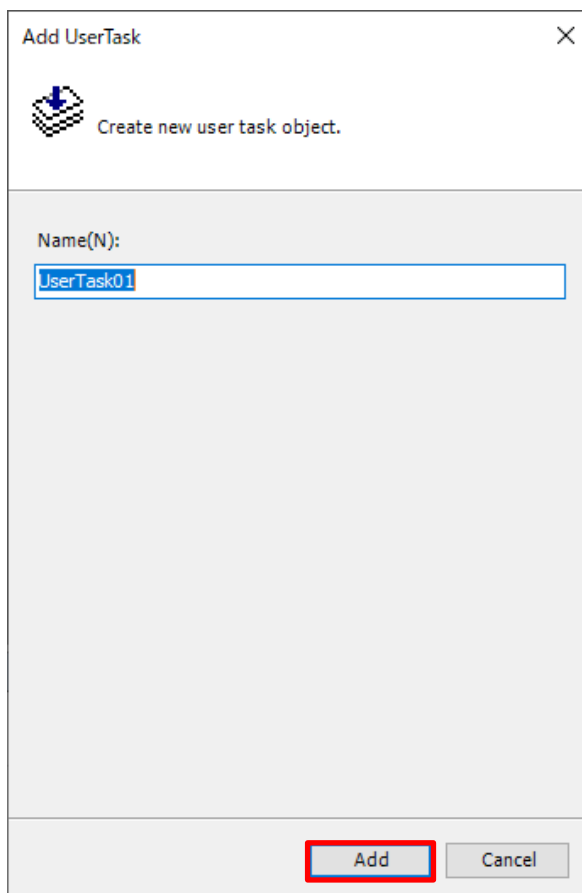 Add UserTask
Create new user task object.
Name(N):
UserTask01
Add Cancel